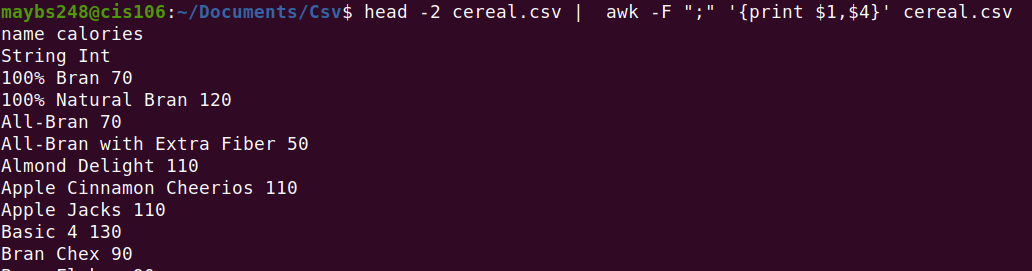 maybs248@cis106:~/Documents/Csv$ head -2 cereal.csv |  awk -F ";" '{print $1,$4}' cereal.csv
name calories
String Int
100% Bran 70
100% Natural Bran 120
All-Bran 70
All-Bran with Extra Fiber 50
Almond Delight 110
Apple Cinnamon Cheerios 110
Apple Jacks 110
Basic 4 130
Bran Chex 90